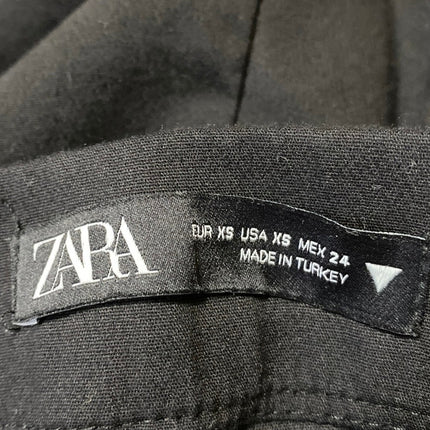 ZARA
EUR XS USA XS MEX 24
MADE IN TURKEY